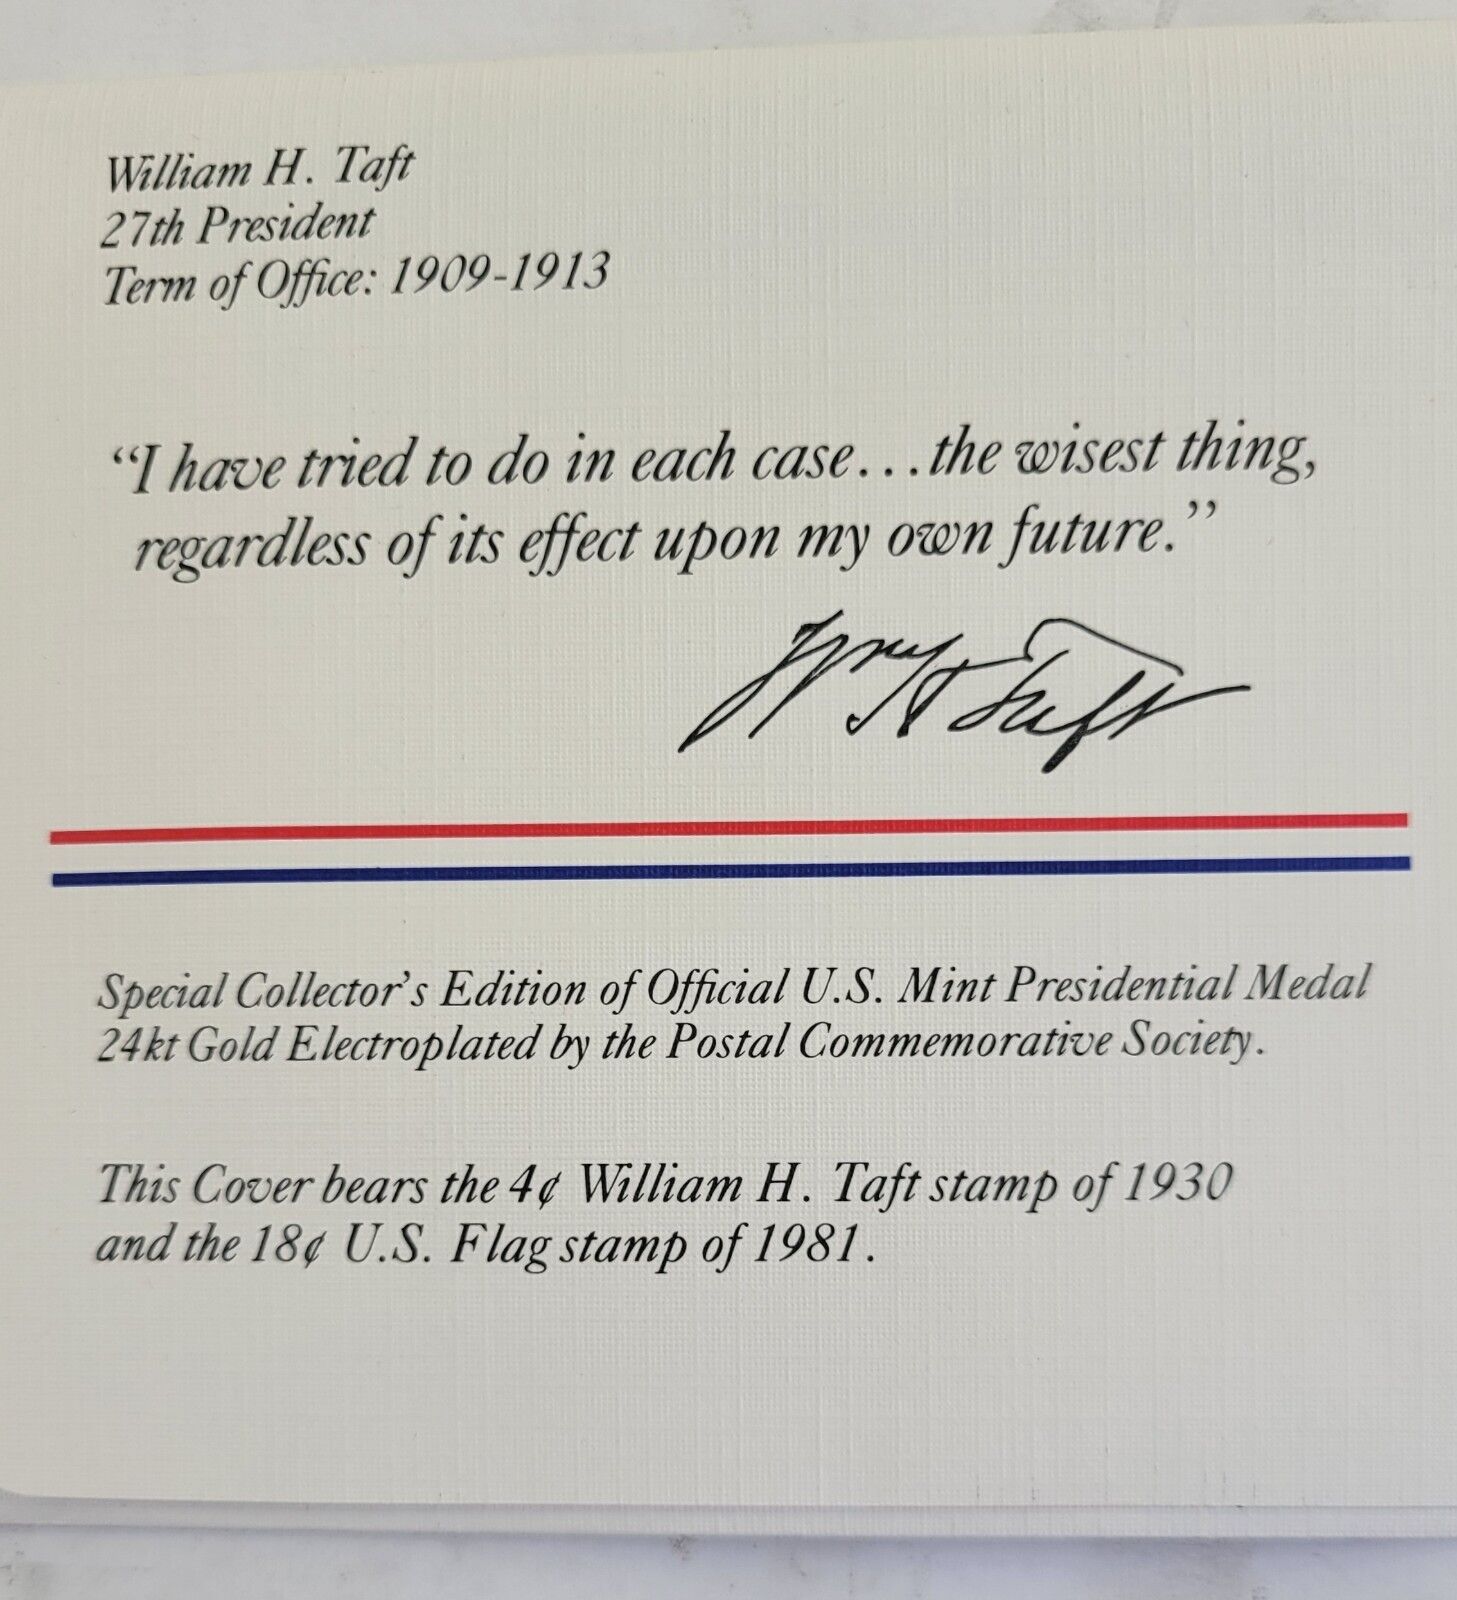 William H. Taft
27th President
Term of Office: 1909-1913
“I have tried to do in each case...the wisest thing,
regardless of its effect upon my own future.”
Wm H Taft
Special Collector's Edition of Official U.S. Mint Presidential Medal
24kt Gold Electroplated by the Postal Commemorative Society.
This Cover bears the 4¢ William H. Taft stamp of 1930
and the 18¢ U.S. Flag stamp of 1981.